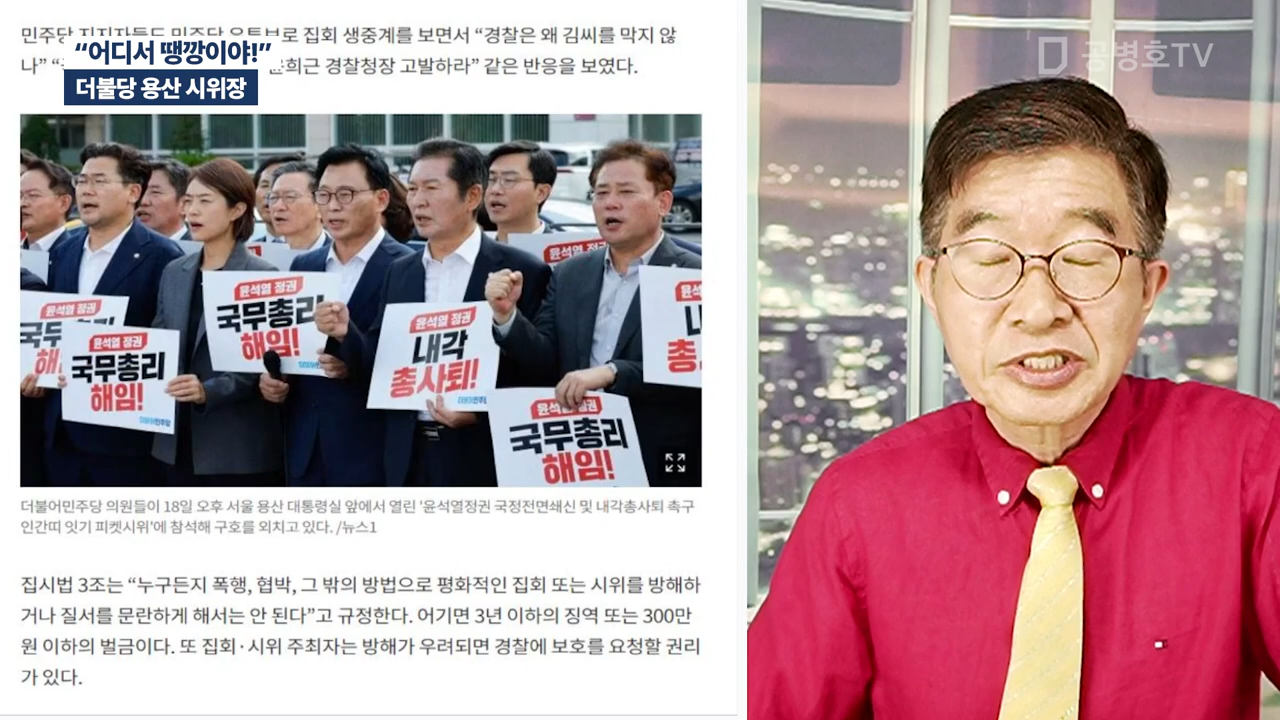 민주당 지지자들도 민주당 유튜브로 집회 생중계를 보면서 “경찰은 왜 김씨를 막지 않
나” 윤희근 경찰청장 고발하라” 같은 반응을 보였다.
“어디서 땡깡이야!”
더불당 용산 시위장
공병호TV
윤석열 정권
국무총리
해임!
윤석열 정권
국무총리
해임!
윤석열 정권
국무총리
해임!
더불어민주당
윤석열 정권
내각
총사퇴!
더불어민주당
윤석열 정권
윤석열 정권
국무총리
해임!
내
총
더불어민주당 의원들이 18일 오후 서울 용산 대통령실 앞에서 열린 '윤석열정권 국정전면쇄신 및 내각총사퇴 촉구
인간띠 잇기 피켓시위'에 참석해 구호를 외치고 있다. /뉴스1
집시법 3조는 “누구든지 폭행, 협박, 그 밖의 방법으로 평화적인 집회 또는 시위를 방해하
거나 질서를 문란하게 해서는 안 된다”고 규정한다. 어기면 3년 이하의 징역 또는 300만
원 이하의 벌금이다. 또 집회·시위 주최자는 방해가 우려되면 경찰에 보호를 요청할 권리
가 있다.